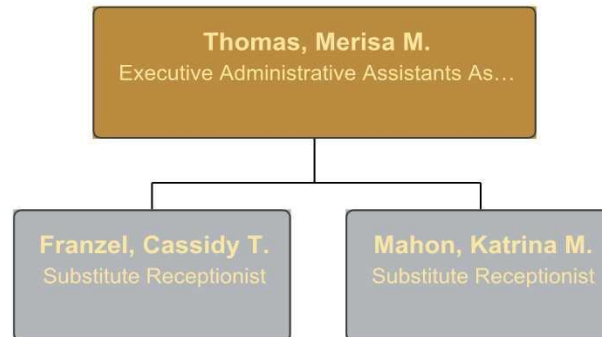 Thomas, Merisa M.
Executive Administrative Assistants As…
Franzel, Cassidy T.
Substitute Receptionist
Mahon, Katrina M.
Substitute Receptionist